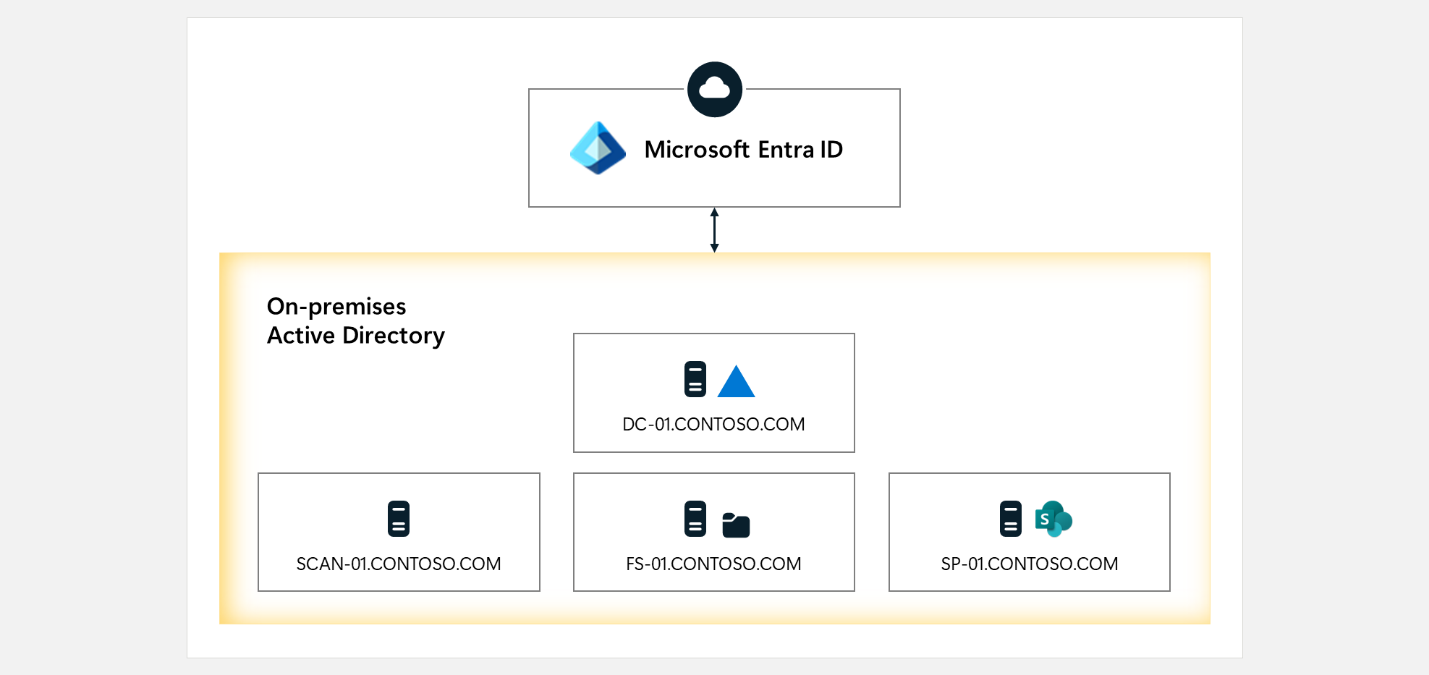 Microsoft Entra ID
On-premises
Active Directory
DC-01.CONTOSO.COM
SCAN-01.CONTOSO.COM
FS-01.CONTOSO.COM
S
SP-01.CONTOSO.COM